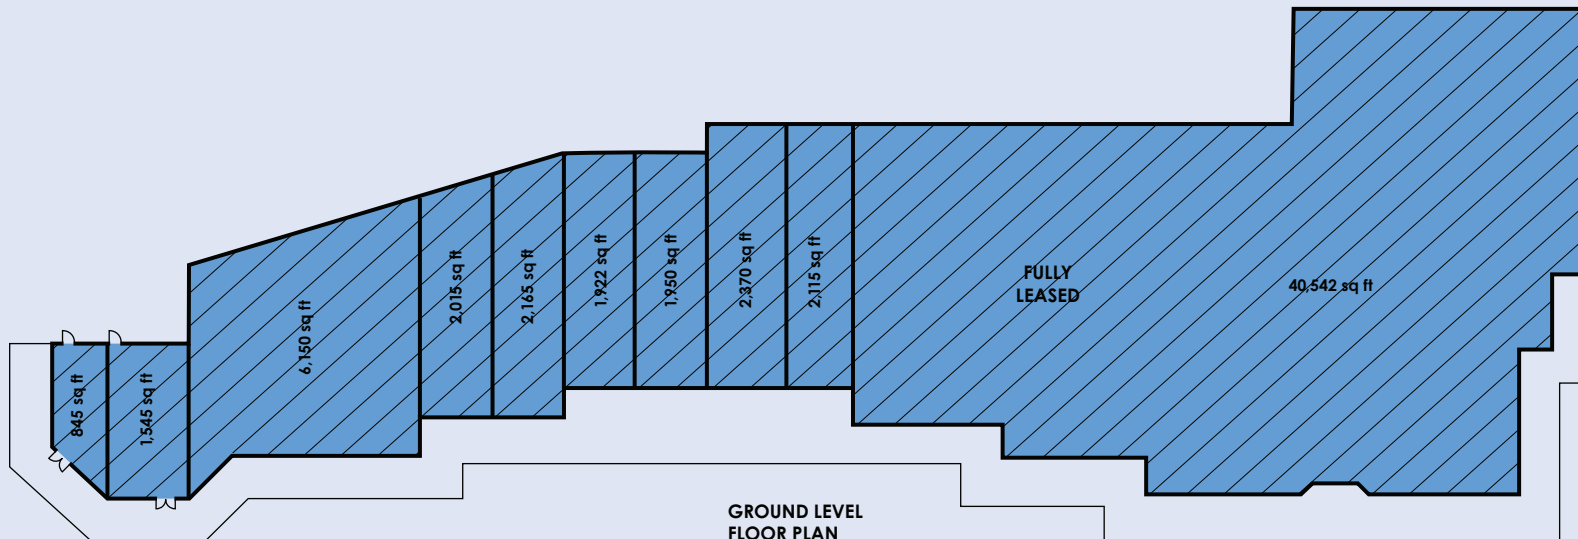 845 sq ft
1,545 sq ft
6,150 sq ft
2,015 sq ft
2,165 sq ft
1,922 sq ft
1,950 sq ft
2,370 sq ft
2,115 sq ft
FULLY
LEASED
40,542 sq ft
GROUND LEVEL
FLOOR PLAN